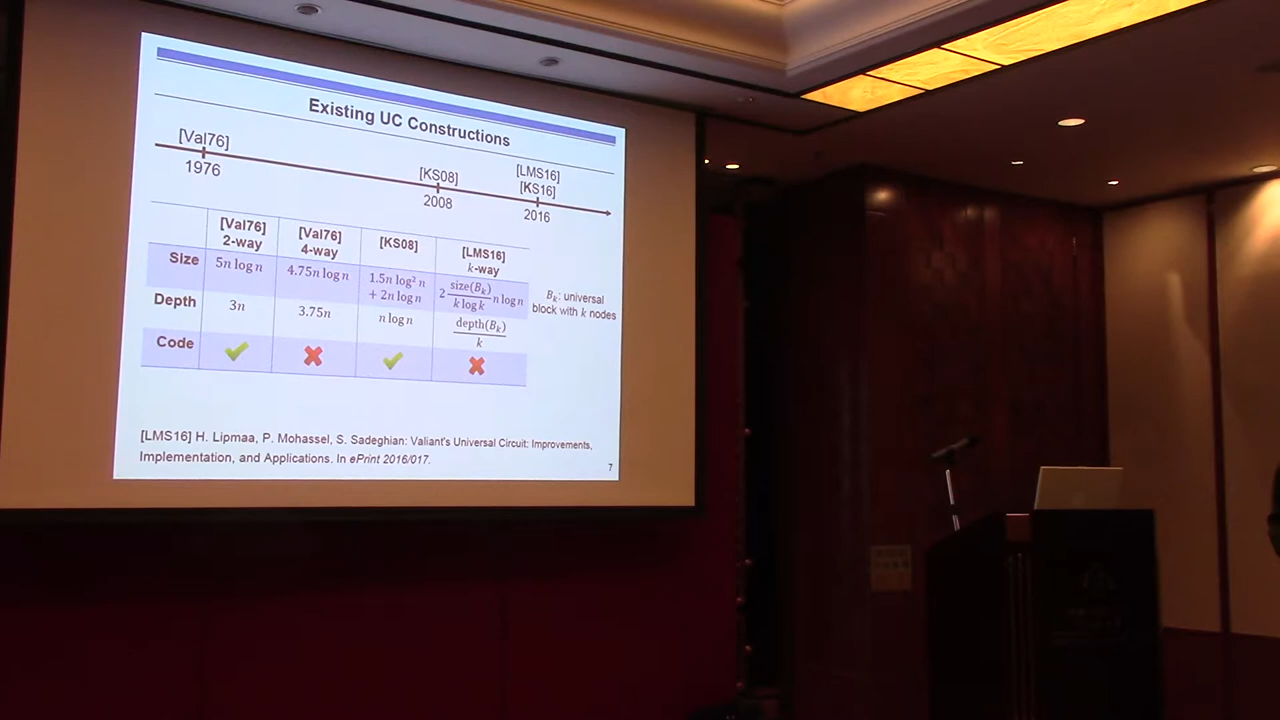 Existing UC Constructions
[Val76]
1976
[KS08]
2008
[LMS16]
[KS16]
2016
[Val76] 2-way [Val76] 4-way [KS08] [LMS16] k-way
Size 5n log n 4.75n log n 1.5n log² n + 2n log n 2 size(B_k)/(k log k) n log n
Depth 3n 3.75n n log n depth(B_k)/k
Code ✔ ✖ ✔ ✖
B_k: universal
block with k nodes
[LMS16] H. Lipmaa, P. Mohassel, S. Sadeghian: Valiant's Universal Circuit: Improvements,
Implementation, and Applications. In ePrint 2016/017.
7